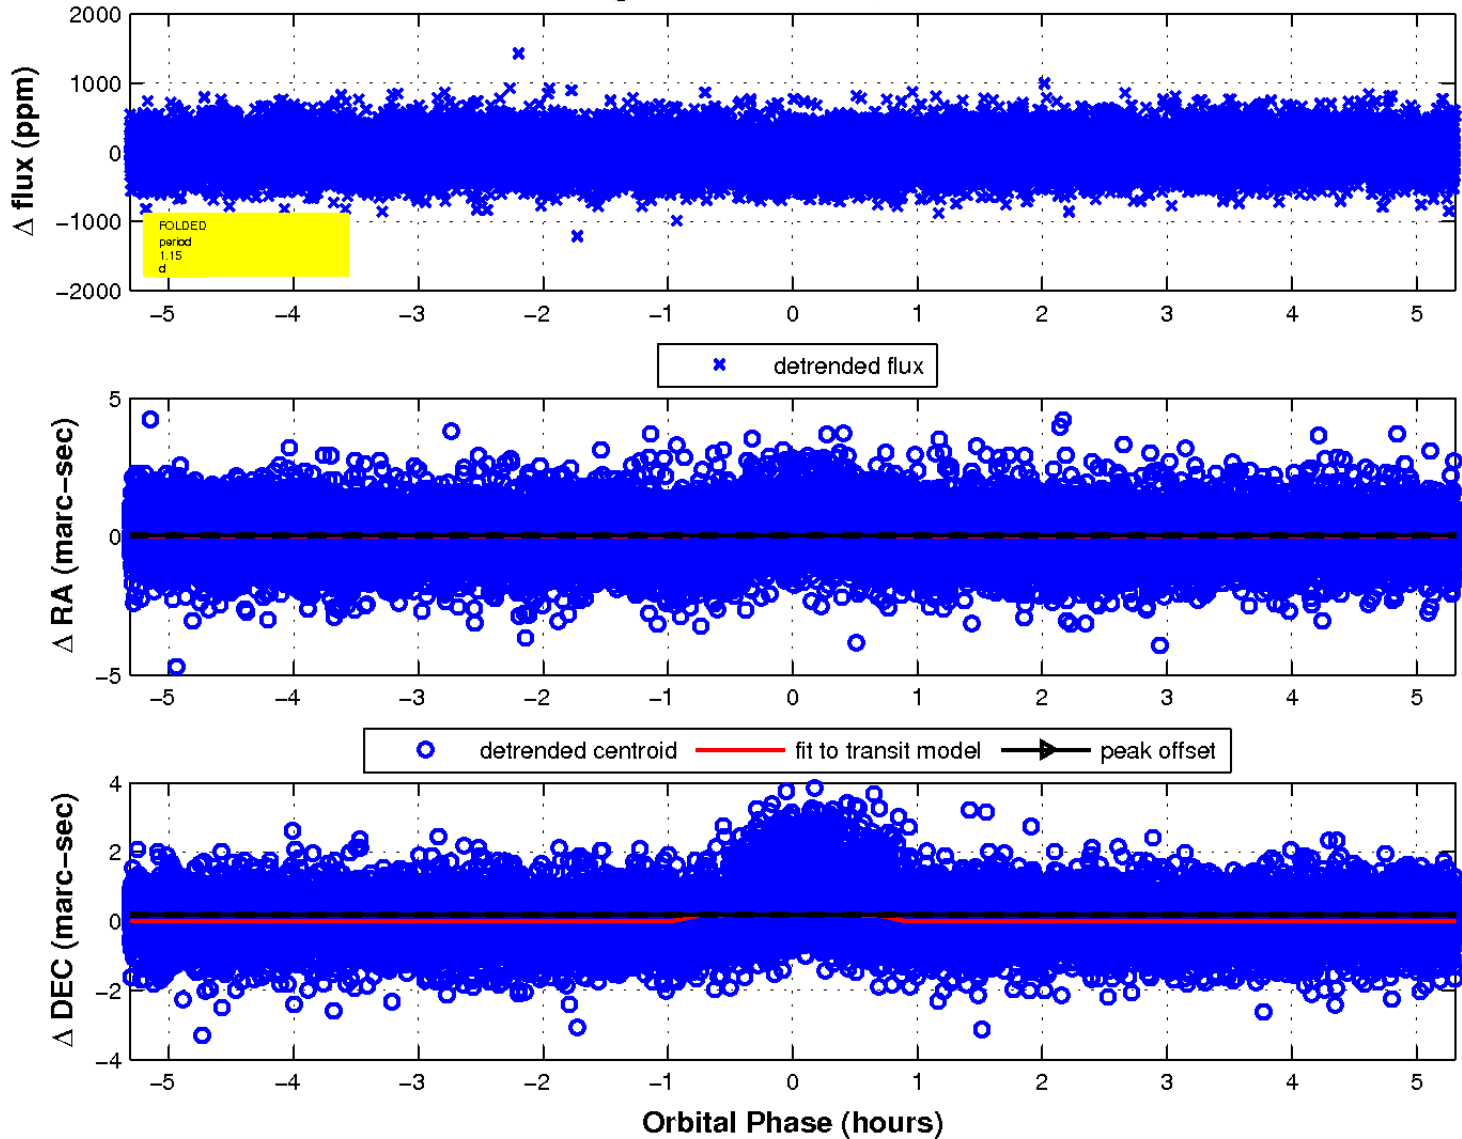 2000
1000
0
−1000
−2000
Δ flux (ppm)
FOLDED
period
1.15
d
−5 −4 −3 −2 −1 0 1 2 3 4 5
detrended flux
5
0
−5
Δ RA (marc−sec)
−5 −4 −3 −2 −1 0 1 2 3 4 5
detrended centroid fit to transit model peak offset
4
2
0
−2
−4
Δ DEC (marc−sec)
−5 −4 −3 −2 −1 0 1 2 3 4 5
Orbital Phase (hours)